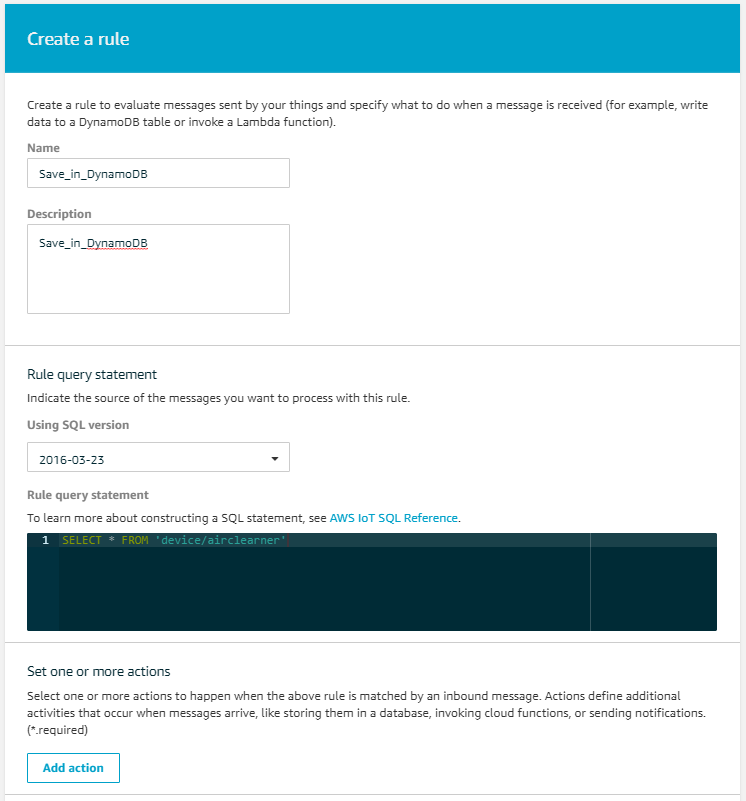 Create a rule
Create a rule to evaluate messages sent by your things and specify what to do when a message is received (for example, write
data to a DynamoDB table or invoke a Lambda function).
Name
Save_in_DynamoDB
Description
Save_in_DynamoDB
Rule query statement
Indicate the source of the messages you want to process with this rule.
Using SQL version
2016-03-23
Rule query statement
To learn more about constructing a SQL statement, see AWS IoT SQL Reference.
1 SELECT * FROM 'device/airclearner'
Set one or more actions
Select one or more actions to happen when the above rule is matched by an inbound message. Actions define additional
activities that occur when messages arrive, like storing them in a database, invoking cloud functions, or sending notifications.
(*.required)
Add action